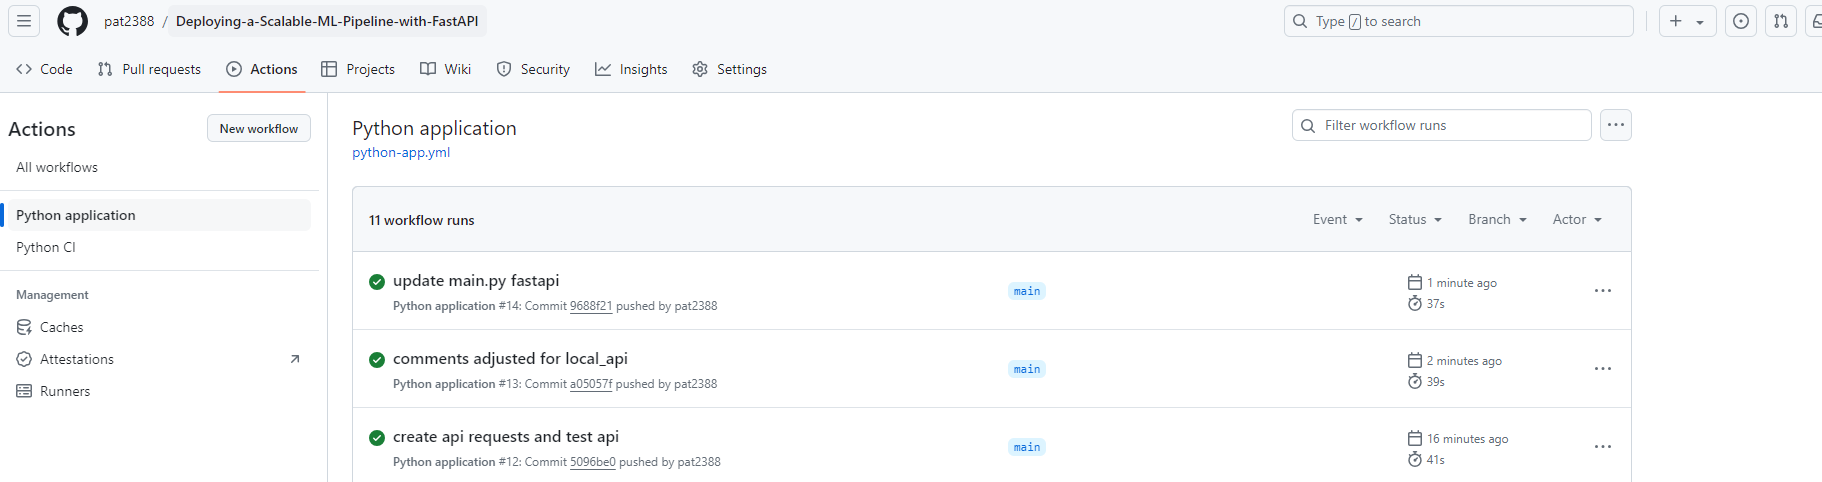 pat2388 / Deploying-a-Scalable-ML-Pipeline-with-FastAPI
Type / to search
Code Pull requests Actions Projects Wiki Security Insights Settings
Actions
New workflow
All workflows
Python application
Python CI
Management
Caches
Attestations
Runners
Python application
python-app.yml
Filter workflow runs
11 workflow runs
Event Status Branch Actor
update main.py fastapi
Python application #14: Commit 9688f21 pushed by pat2388
main
1 minute ago
37s
comments adjusted for local_api
Python application #13: Commit a05057f pushed by pat2388
main
2 minutes ago
39s
create api requests and test api
Python application #12: Commit 5096be0 pushed by pat2388
main
16 minutes ago
41s